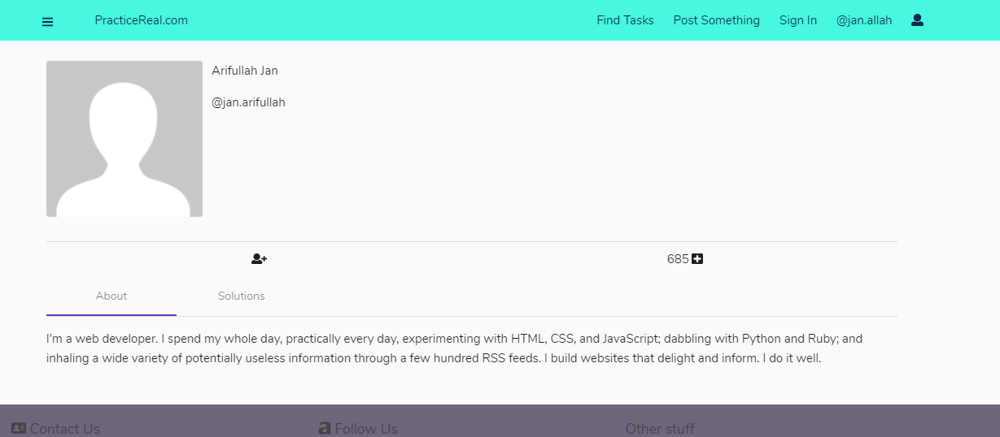 PracticeReal.com
Find Tasks
Post Something
Sign In
@jan.allah
Arifullah Jan
@jan.arifullah
685
About
Solutions
I'm a web developer. I spend my whole day, practically every day, experimenting with HTML, CSS, and JavaScript; dabbling with Python and Ruby; and
inhaling a wide variety of potentially useless information through a few hundred RSS feeds. I build websites that delight and inform. I do it well.
Contact Us
Follow Us
Other stuff